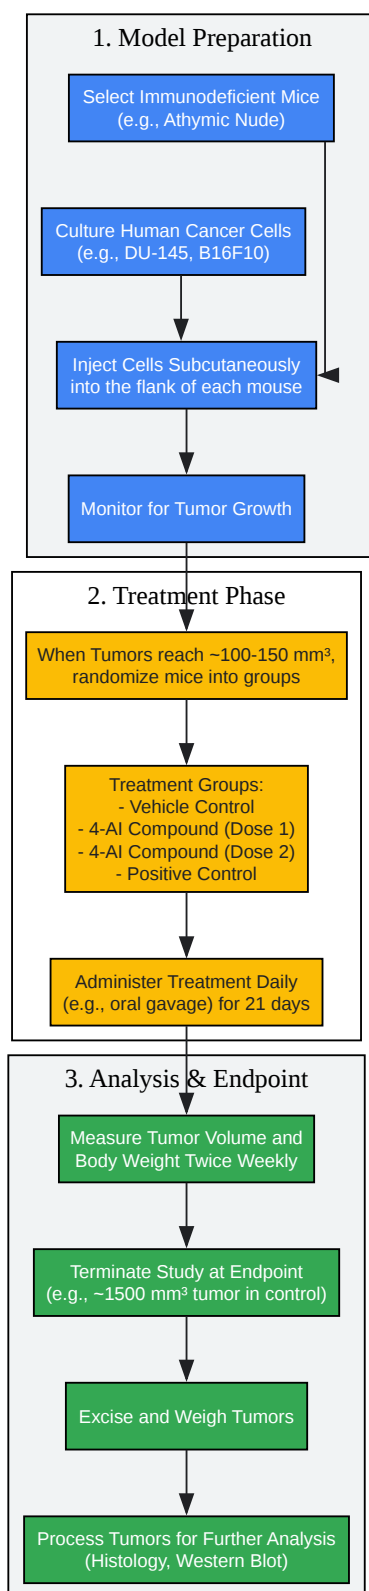 1. Model Preparation
Select Immunodeficient Mice
(e.g., Athymic Nude)
Culture Human Cancer Cells
(e.g., DU-145, B16F10)
Inject Cells Subcutaneously
into the flank of each mouse
Monitor for Tumor Growth
2. Treatment Phase
When Tumors reach ~100-150 mm³,
randomize mice into groups
Treatment Groups:
- Vehicle Control
- 4-AI Compound (Dose 1)
- 4-AI Compound (Dose 2)
- Positive Control
Administer Treatment Daily
(e.g., oral gavage) for 21 days
3. Analysis & Endpoint
Measure Tumor Volume and
Body Weight Twice Weekly
Terminate Study at Endpoint
(e.g., ~1500 mm³ tumor in control)
Excise and Weigh Tumors
Process Tumors for Further Analysis
(Histology, Western Blot)